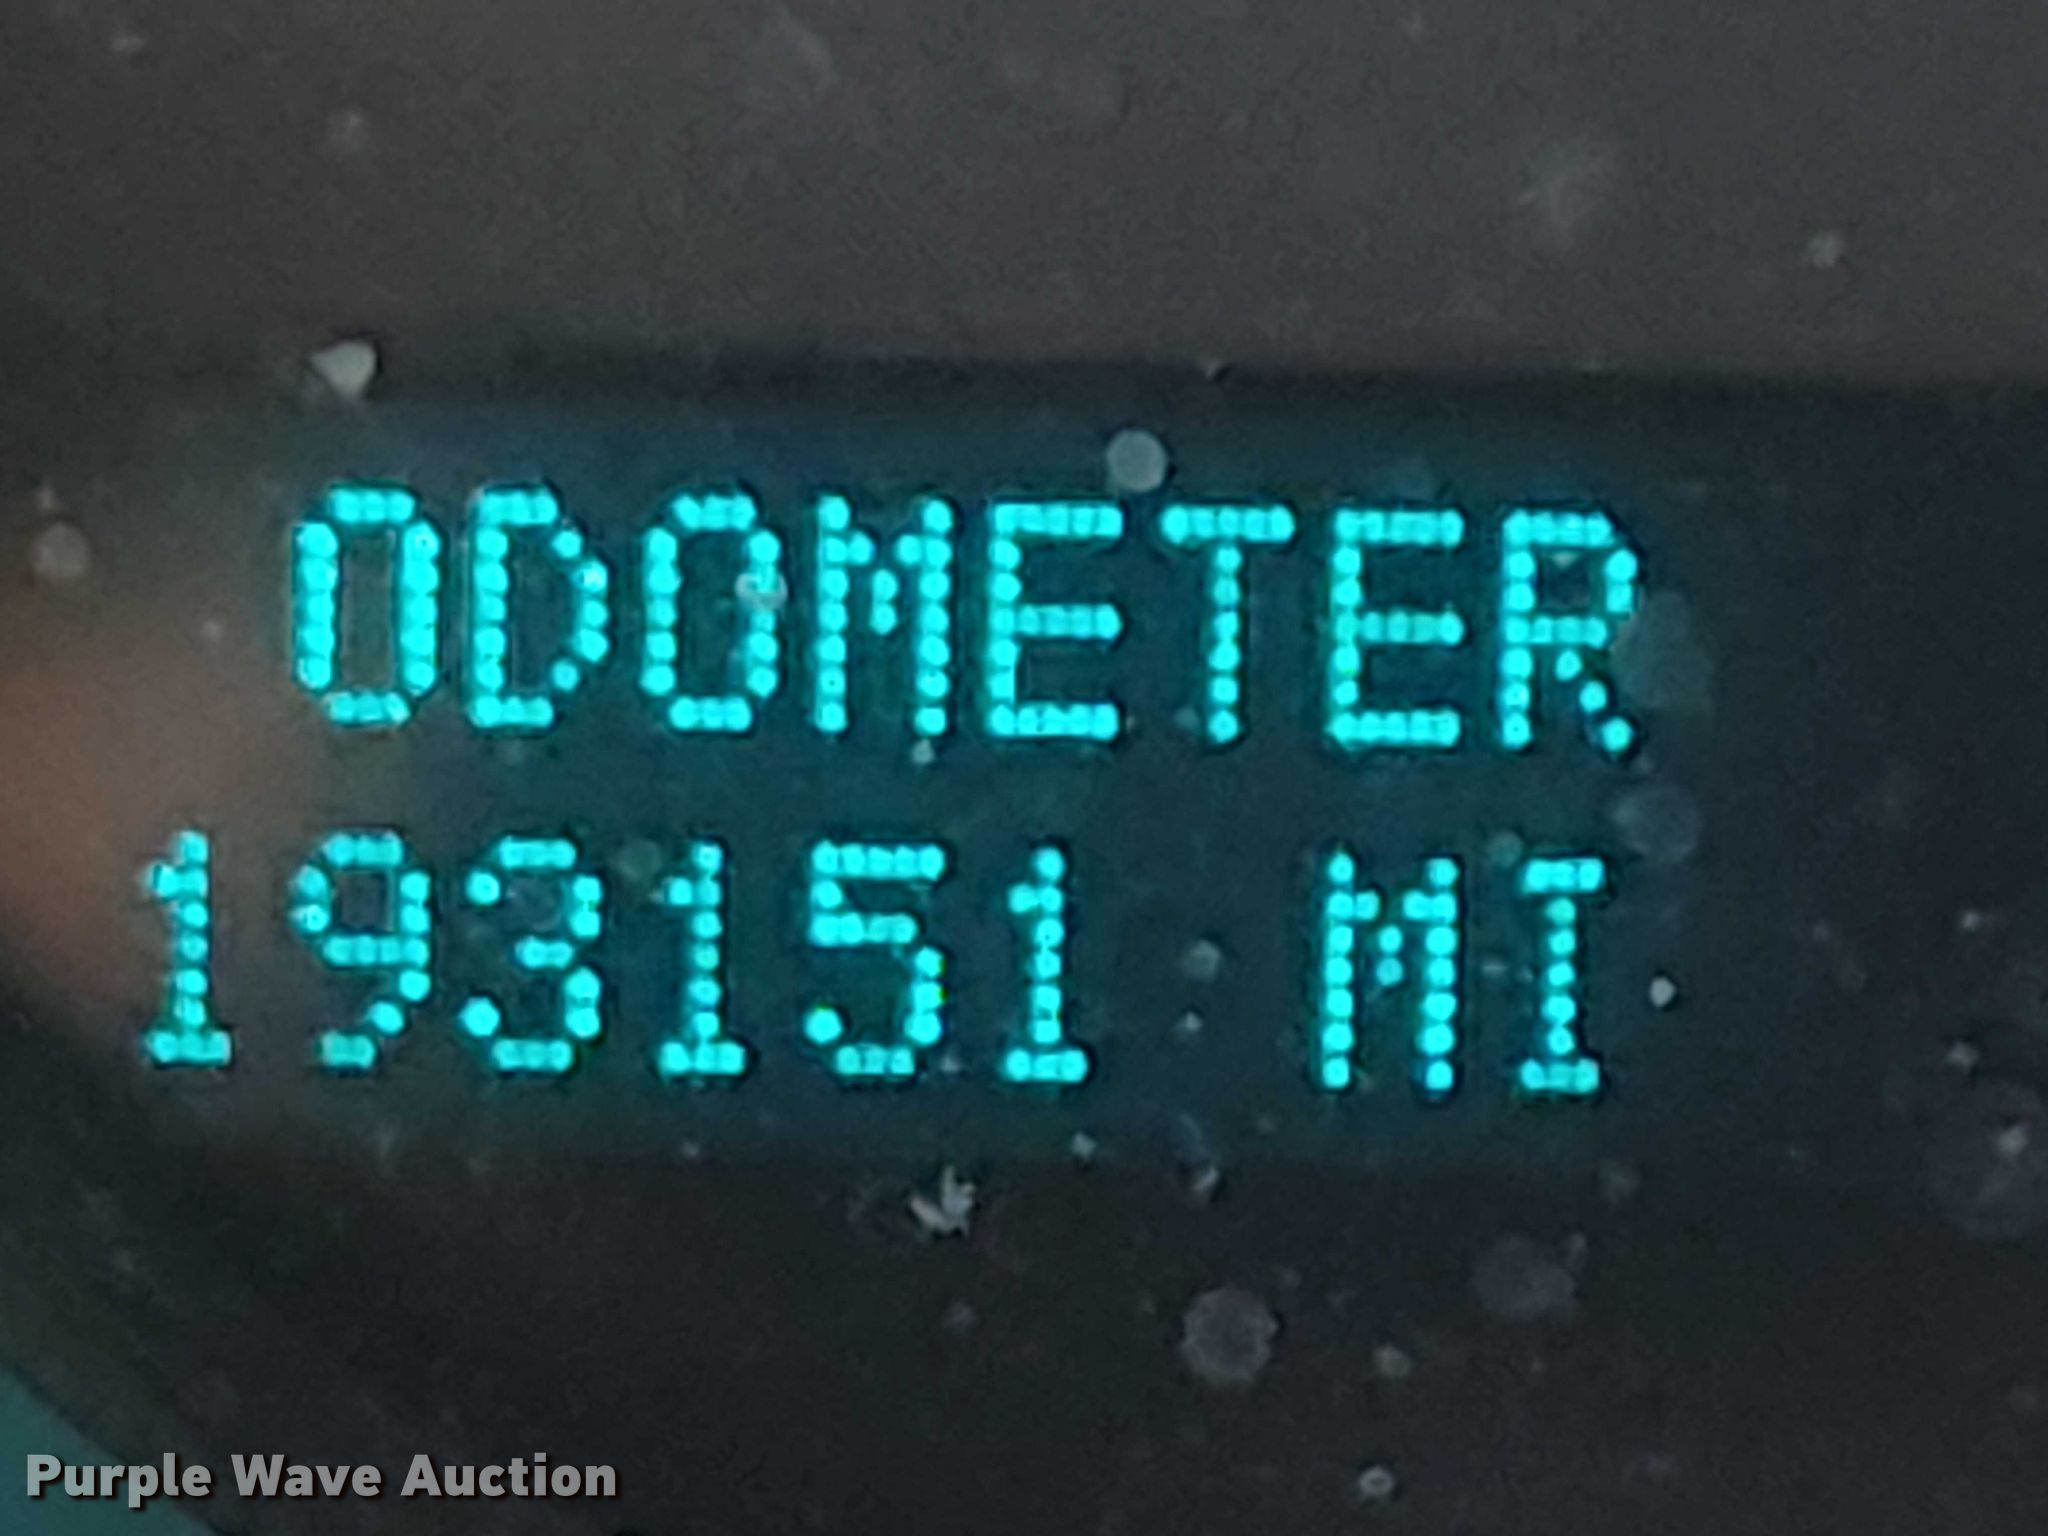 ODOMETER
193151 MI
Purple Wave Auction